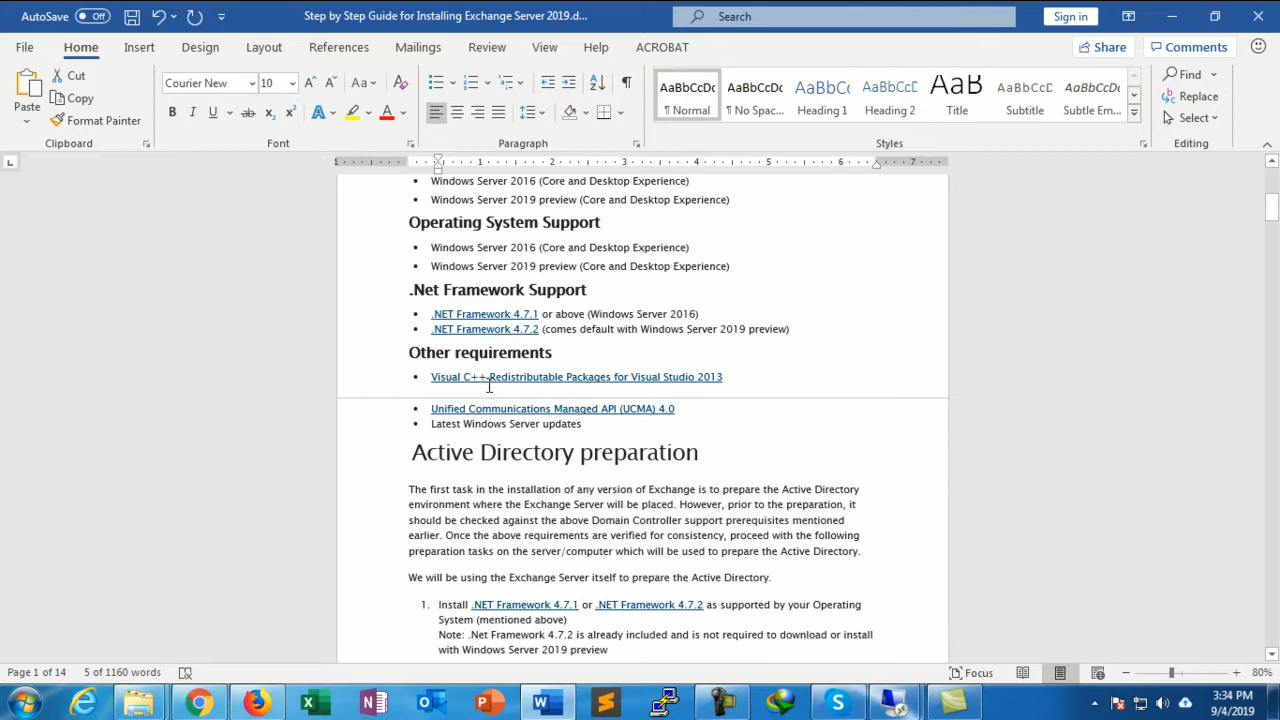 AutoSave Off Step by Step Guide for Installing Exchange Server 2019.d... Search Sign in
File Home Insert Design Layout References Mailings Review View Help ACROBAT Share Comments
Paste Cut Copy Format Painter
Courier New 10
AaBbCcDc AaBbCcDc AaBbCc AaBbCcD AaB AaBbCcD AaBbCcDc
¶ Normal ¶ No Spac... Heading 1 Heading 2 Title Subtitle Subtle Em...
Find Replace Select
Clipboard Font Paragraph Styles Editing
1 1 2 3 4 5 6 7
• Windows Server 2016 (Core and Desktop Experience)
• Windows Server 2019 preview (Core and Desktop Experience)
Operating System Support
• Windows Server 2016 (Core and Desktop Experience)
• Windows Server 2019 preview (Core and Desktop Experience)
.Net Framework Support
• .NET Framework 4.7.1 or above (Windows Server 2016)
• .NET Framework 4.7.2 (comes default with Windows Server 2019 preview)
Other requirements
• Visual C++ Redistributable Packages for Visual Studio 2013
• Unified Communications Managed API (UCMA) 4.0
• Latest Windows Server updates
Active Directory preparation
The first task in the installation of any version of Exchange is to prepare the Active Directory
environment where the Exchange Server will be placed. However, prior to the preparation, it
should be checked against the above Domain Controller support prerequisites mentioned
earlier. Once the above requirements are verified for consistency, proceed with the following
preparation tasks on the server/computer which will be used to prepare the Active Directory.
We will be using the Exchange Server itself to prepare the Active Directory.
1. Install .NET Framework 4.7.1 or .NET Framework 4.7.2 as supported by your Operating
System (mentioned above)
Note: .Net Framework 4.7.2 is already included and is not required to download or install
with Windows Server 2019 preview
Page 1 of 14 5 of 1160 words Focus 80%
3:34 PM
9/4/2019